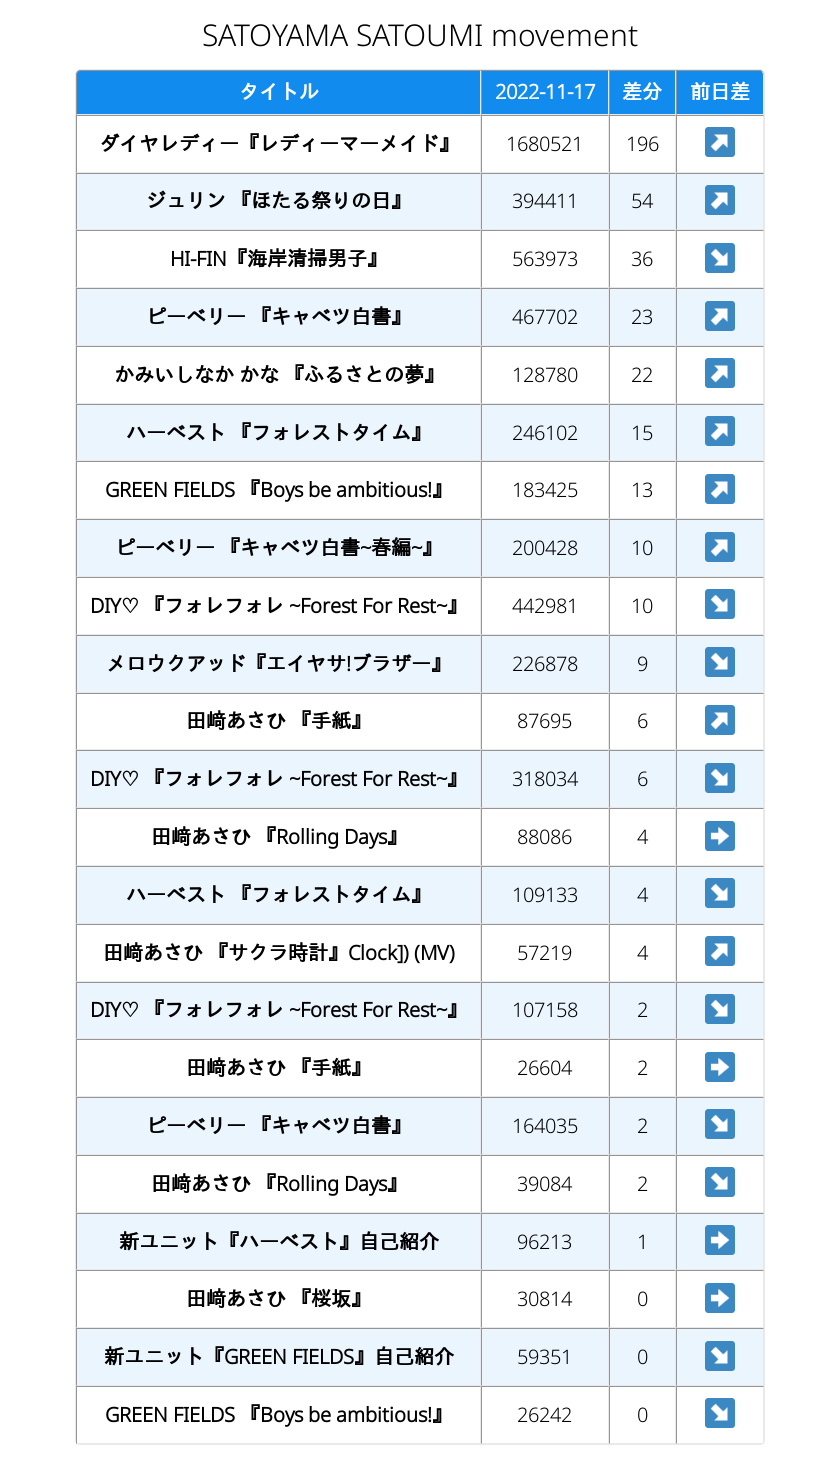 SATOYAMA SATOUMI movement
タイトル 2022-11-17 差分 前日差
ダイヤレディー『レディーマーメイド』 1680521 196
ジュリン 『ほたる祭りの日』 394411 54
HI-FIN『海岸清掃男子』 563973 36
ピーベリー 『キャベツ白書』 467702 23
かみいしなか かな 『ふるさとの夢』 128780 22
ハーベスト 『フォレストタイム』 246102 15
GREEN FIELDS 『Boys be ambitious!』 183425 13
ピーベリー 『キャベツ白書~春編~』 200428 10
DIY♡ 『フォレフォレ ~Forest For Rest~』 442981 10
メロウクアッド『エイヤサ!ブラザー』 226878 9
田﨑あさひ 『手紙』 87695 6
DIY♡ 『フォレフォレ ~Forest For Rest~』 318034 6
田﨑あさひ 『Rolling Days』 88086 4
ハーベスト 『フォレストタイム』 109133 4
田﨑あさひ 『サクラ時計』Clock]) (MV) 57219 4
DIY♡ 『フォレフォレ ~Forest For Rest~』 107158 2
田﨑あさひ 『手紙』 26604 2
ピーベリー 『キャベツ白書』 164035 2
田﨑あさひ 『Rolling Days』 39084 2
新ユニット『ハーベスト』自己紹介 96213 1
田﨑あさひ 『桜坂』 30814 0
新ユニット『GREEN FIELDS』自己紹介 59351 0
GREEN FIELDS 『Boys be ambitious!』 26242 0